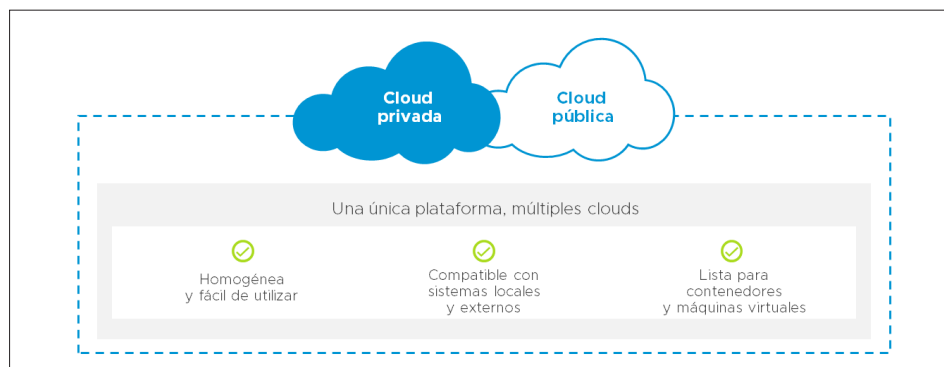 Cloud
privada
Cloud
pública
Una única plataforma, múltiples clouds
Homogénea
y fácil de utilizar
Compatible con
sistemas locales
y externos
Lista para
contenedores
y máquinas virtuales